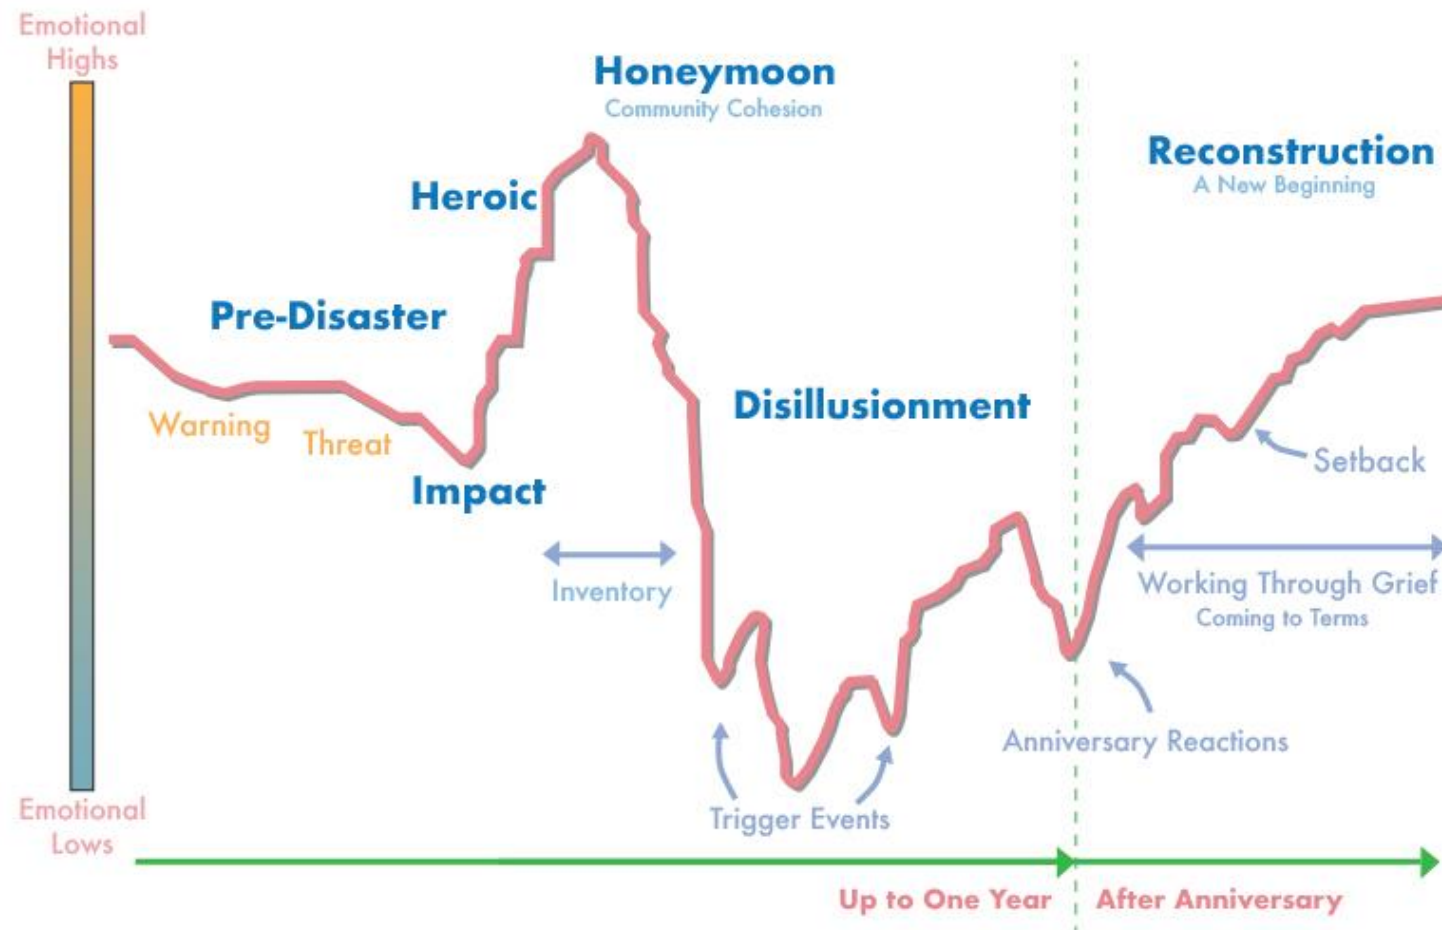 Emotional
Highs
Honeymoon
Community Cohesion
Reconstruction
A New Beginning
Heroic
Pre-Disaster
Disillusionment
Warning
Threat
Setback
Impact
Inventory
Working Through Grief
Coming to Terms
Anniversary Reactions
Trigger Events
Emotional
Lows
Up to One Year
After Anniversary